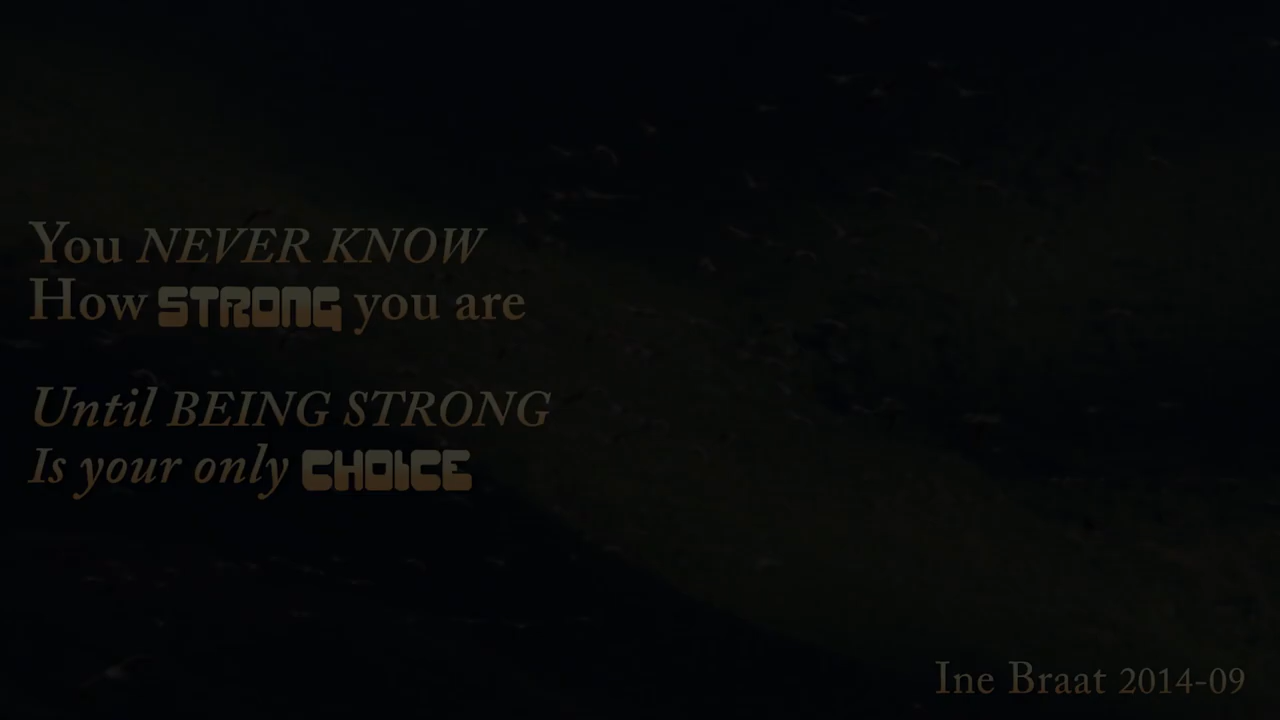 You NEVER KNOW
How STRONG you are
Until BEING STRONG
Is your only CHOICE
Ine Braat 2014-09